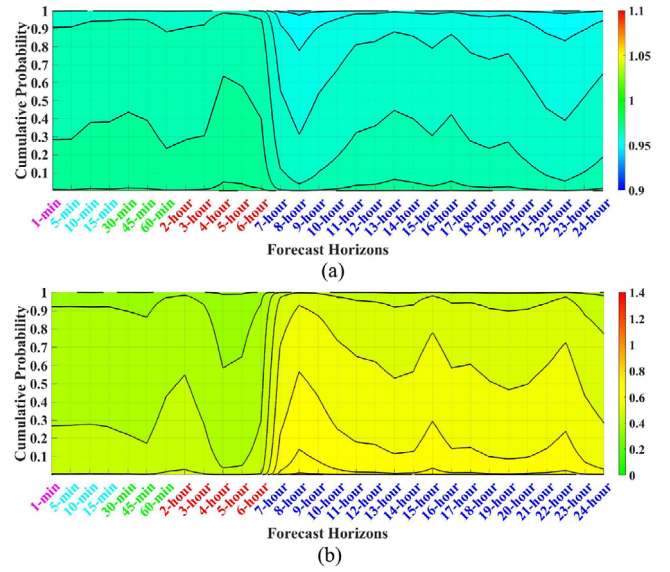 1
0.9
0.8
0.7
0.6
0.5
0.4
0.3
0.2
0.1
Cumulative Probability
1-min
5-min
10-min
15-min
30-min
45-min
60-min
2-hour
3-hour
4-hour
5-hour
6-hour
7-hour
8-hour
9-hour
10-hour
11-hour
12-hour
13-hour
14-hour
15-hour
16-hour
17-hour
18-hour
19-hour
20-hour
21-hour
22-hour
23-hour
24-hour
Forecast Horizons
1.1
1.05
1
0.95
0.9
(a)
1
0.9
0.8
0.7
0.6
0.5
0.4
0.3
0.2
0.1
Cumulative Probability
1-min
5-min
10-min
15-min
30-min
45-min
60-min
2-hour
3-hour
4-hour
5-hour
6-hour
7-hour
8-hour
9-hour
10-hour
11-hour
12-hour
13-hour
14-hour
15-hour
16-hour
17-hour
18-hour
19-hour
20-hour
21-hour
22-hour
23-hour
24-hour
Forecast Horizons
1.4
1.2
1
0.8
0.6
0.4
0.2
0
(b)